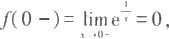 f(0-)=lim e^{1/x}=0,
x→0-